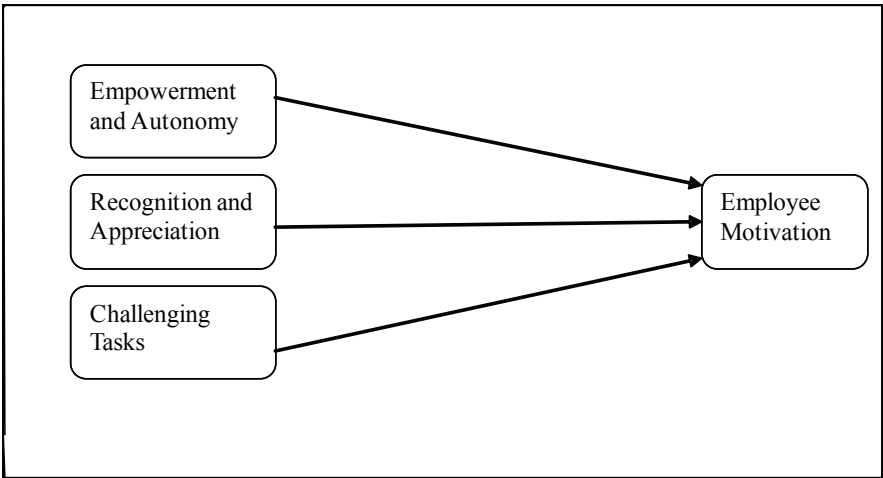 Empowerment
and Autonomy
Recognition and
Appreciation
Challenging
Tasks
Employee
Motivation